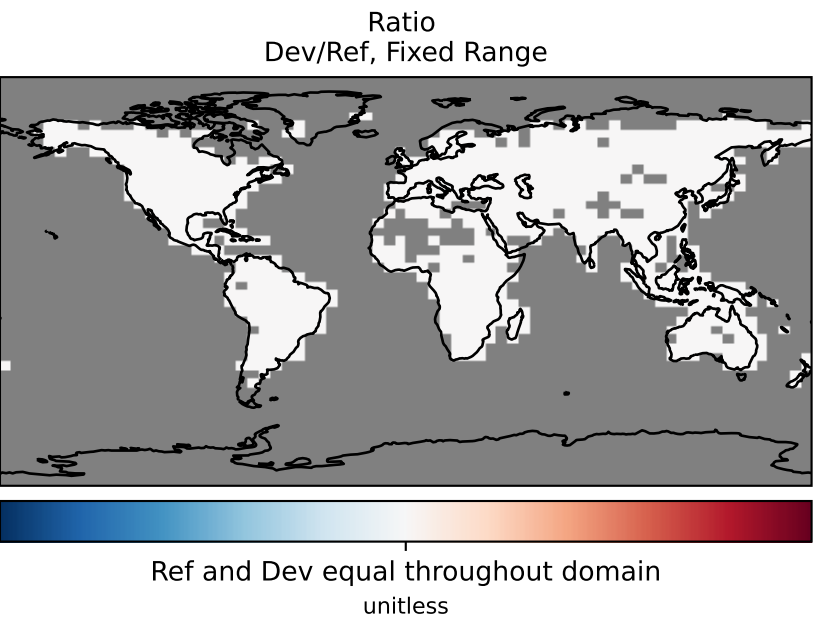 Ratio
Dev/Ref, Fixed Range
Ref and Dev equal throughout domain
unitless